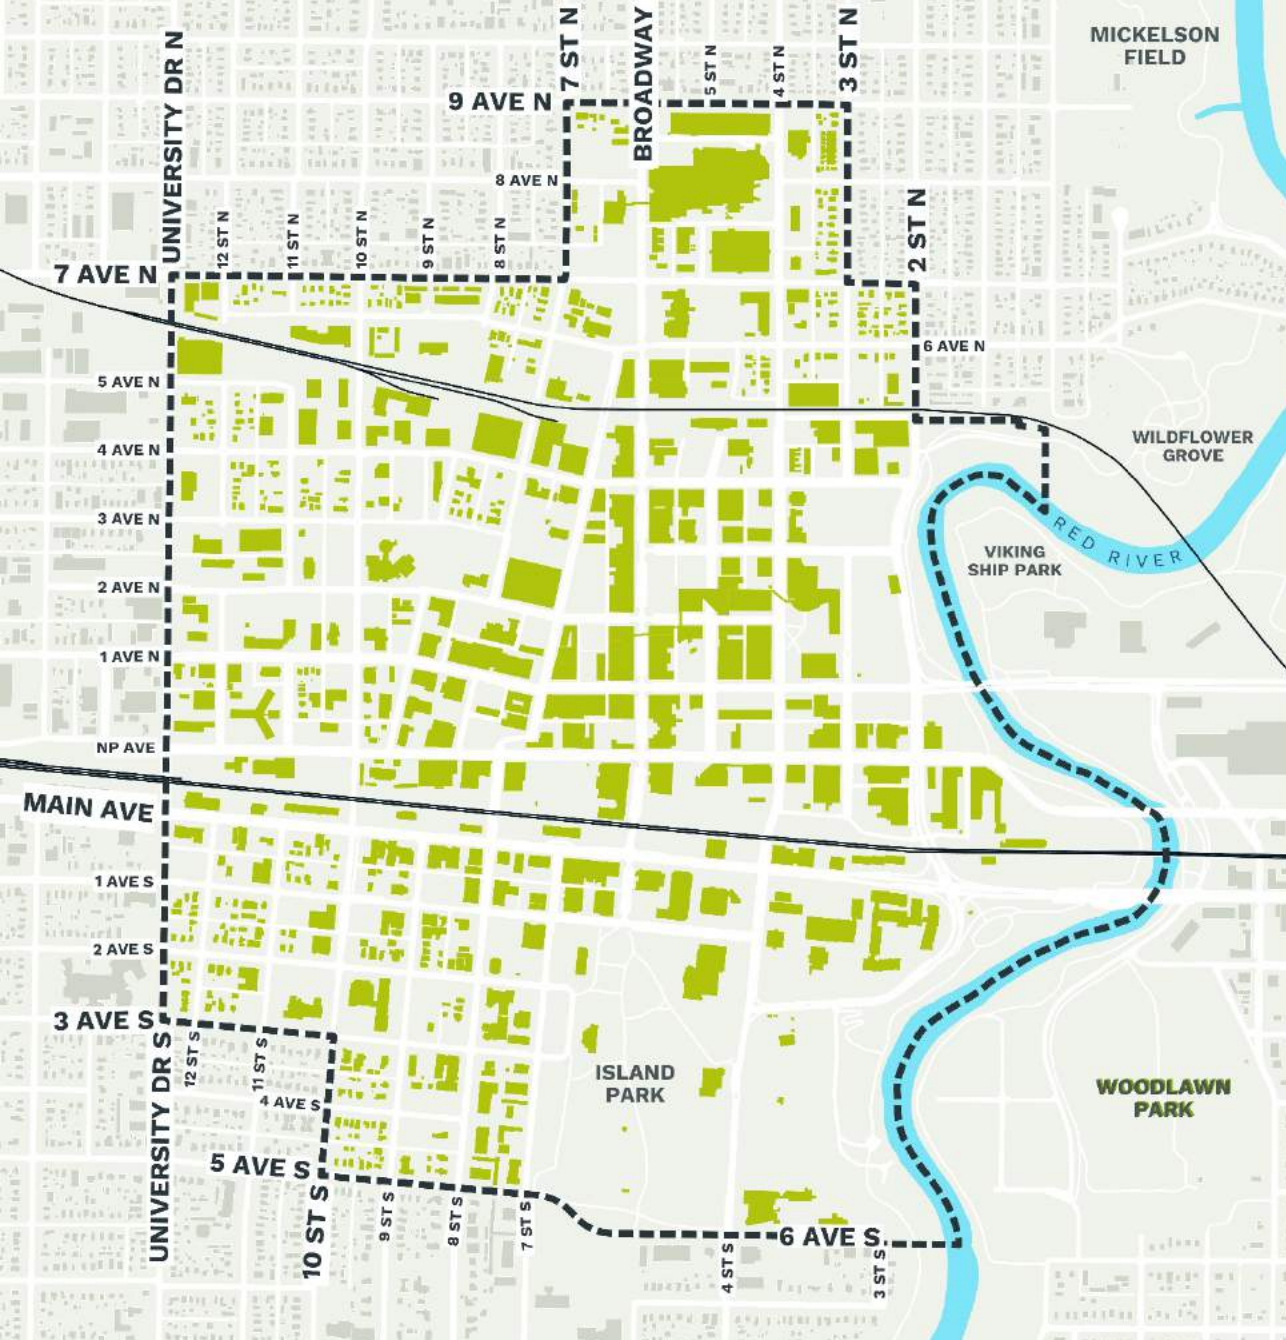 MICKELSON
FIELD
UNIVERSITY DR N
7 ST N
BROADWAY
5 ST N
4 ST N
3 ST N
9 AVE N
8 AVE N
12 ST N
11 ST N
10 ST N
9 ST N
8 ST N
2 ST N
7 AVE N
6 AVE N
5 AVE N
4 AVE N
WILDFLOWER
GROVE
3 AVE N
RED RIVER
VIKING
SHIP PARK
2 AVE N
1 AVE N
NP AVE
MAIN AVE
1 AVE S
2 AVE S
3 AVE S
UNIVERSITY DR S
12 ST S
11 ST S
4 AVE S
ISLAND
PARK
WOODLAWN
PARK
5 AVE S
10 ST S
9 ST S
8 ST S
7 ST S
6 AVE S
4 ST S
3 ST S